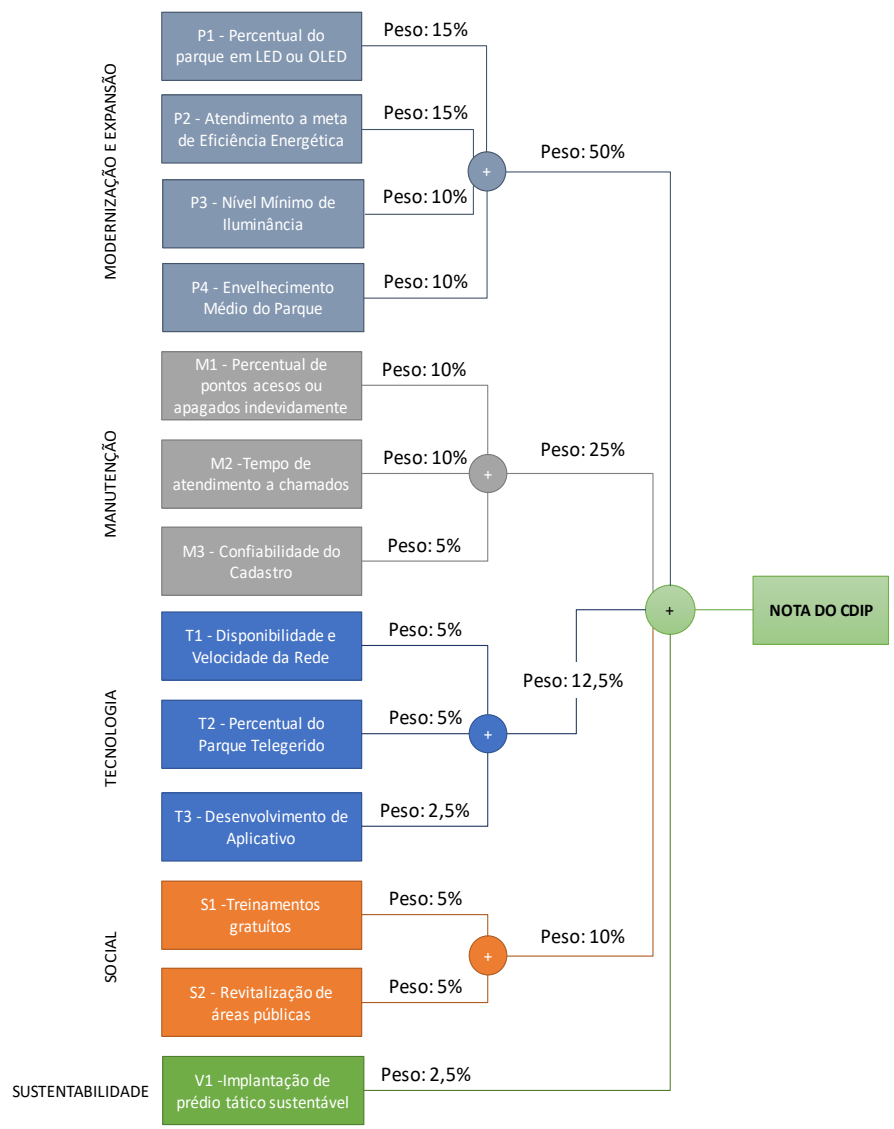 MODERNIZAÇÃO E EXPANSÃO
P1 - Percentual do
parque em LED ou OLED
Peso: 15%
P2 - Atendimento a meta
de Eficiência Energética
Peso: 15%
P3 - Nível Mínimo de
Iluminância
Peso: 10%
P4 - Envelhecimento
Médio do Parque
Peso: 10%
+
Peso: 50%
MANUTENÇÃO
M1 - Percentual de
pontos acesos ou
apagados indevidamente
Peso: 10%
M2 -Tempo de
atendimento a chamados
Peso: 10%
M3 - Confiabilidade do
Cadastro
Peso: 5%
+
Peso: 25%
TECNOLOGIA
T1 - Disponibilidade e
Velocidade da Rede
Peso: 5%
T2 - Percentual do
Parque Telegerido
Peso: 5%
T3 - Desenvolvimento de
Aplicativo
Peso: 2,5%
+
Peso: 12,5%
SOCIAL
S1 -Treinamentos
gratuítos
Peso: 5%
S2 - Revitalização de
áreas públicas
Peso: 5%
+
Peso: 10%
SUSTENTABILIDADE
V1 -Implantação de
prédio tático sustentável
Peso: 2,5%
+
NOTA DO CDIP